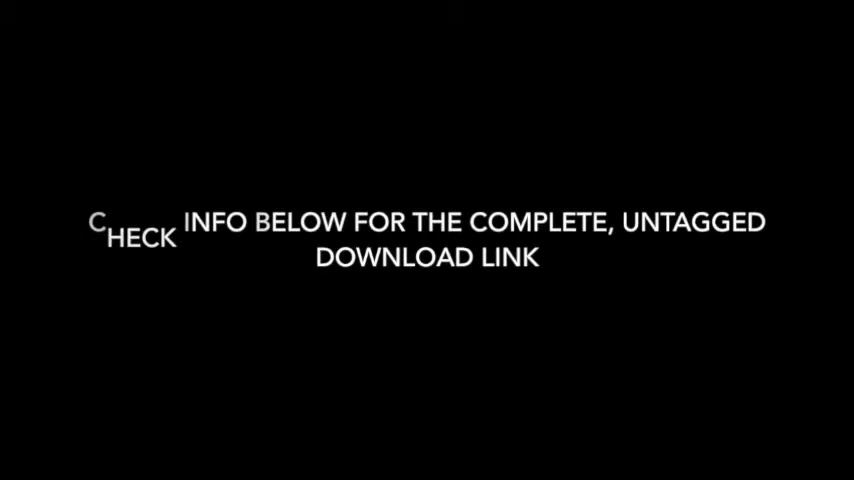 CHECK INFO BELOW FOR THE COMPLETE, UNTAGGED
DOWNLOAD LINK